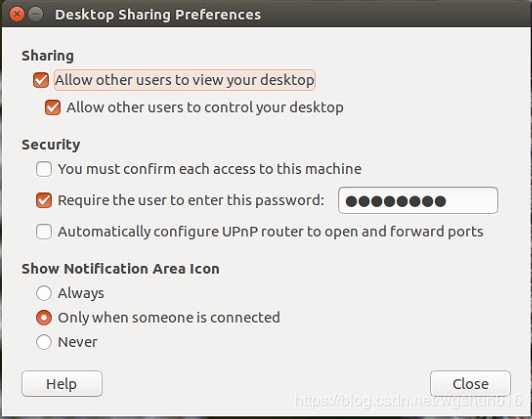 Desktop Sharing Preferences
Sharing
Allow other users to view your desktop
Allow other users to control your desktop
Security
You must confirm each access to this machine
Require the user to enter this password: ●●●●●●●●
Automatically configure UPnP router to open and forward ports
Show Notification Area Icon
Always
Only when someone is connected
Never
Help Close
https://blog.csdn.net/wgshun616